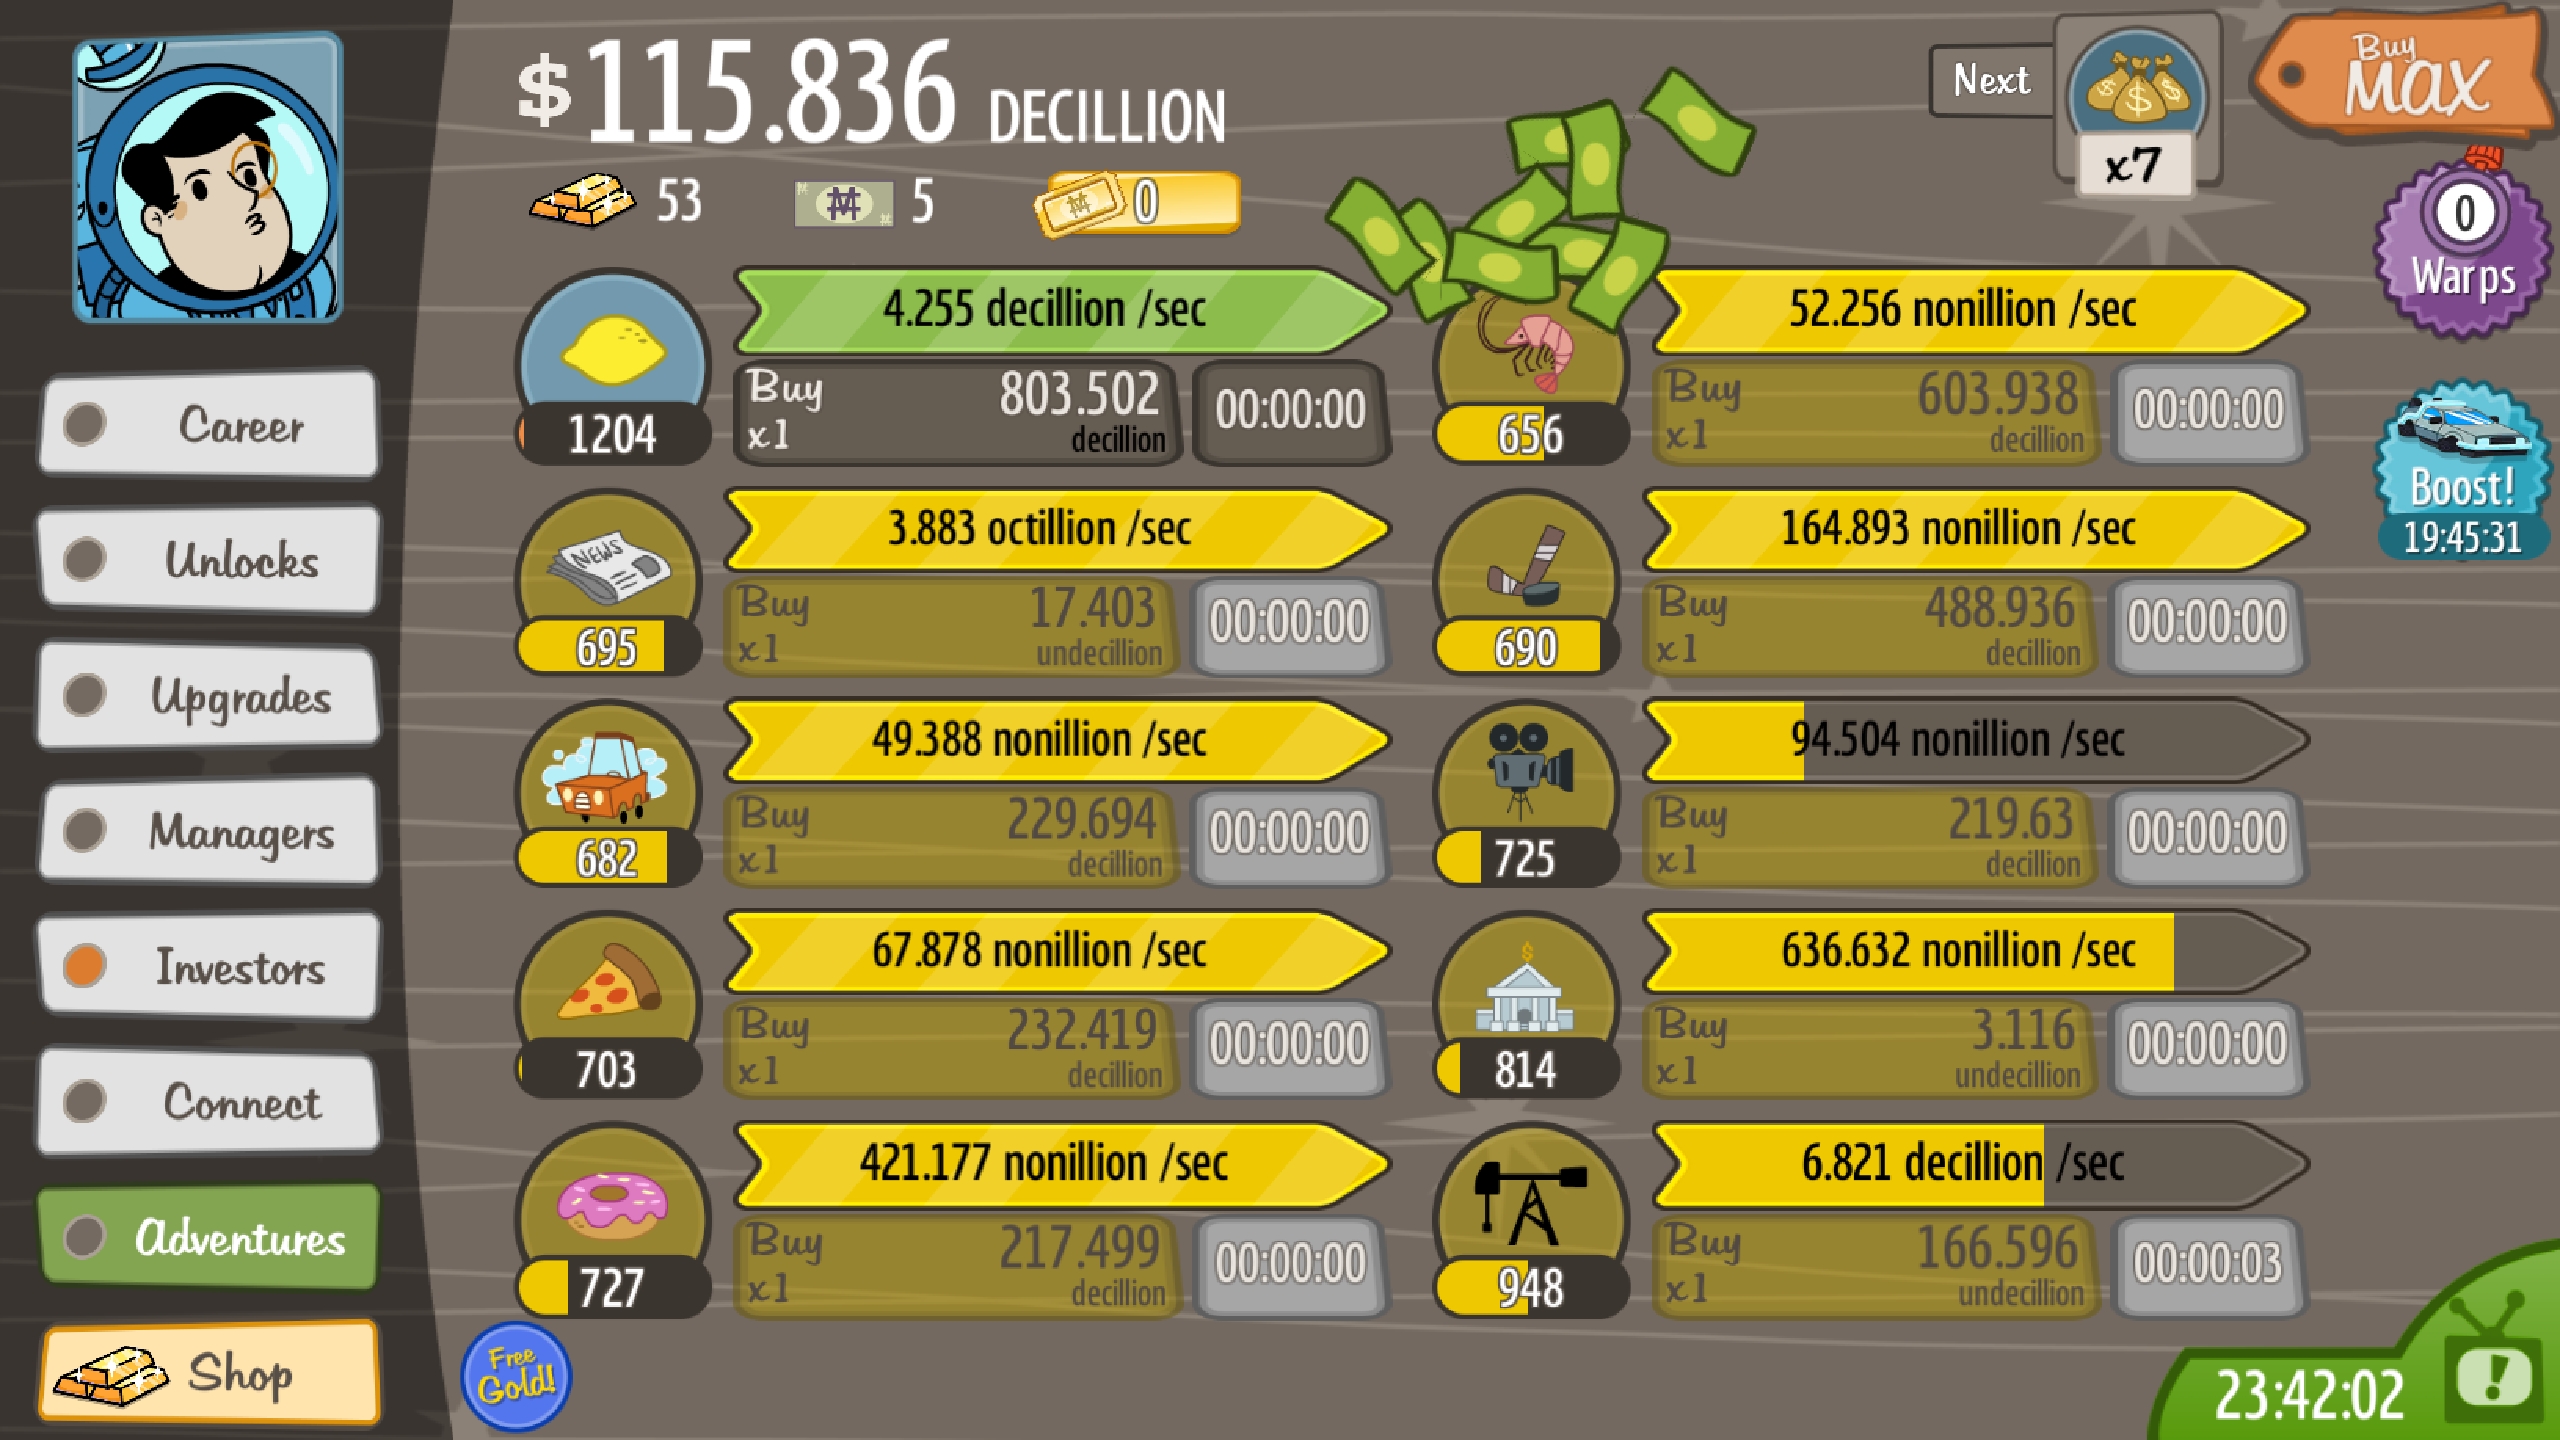 $115.836 DECILLION
Next
x7
Buy
MAX
53
5
0
0
Warps
Boost!
19:45:31
Career
Unlocks
Upgrades
Managers
Investors
Connect
Adventures
Shop
4.255 decillion /sec
1204
Buy
x1
803.502
decillion
00:00:00
NEWS
3.883 octillion /sec
695
Buy
x1
17.403
undecillion
00:00:00
49.388 nonillion /sec
682
Buy
x1
229.694
decillion
00:00:00
67.878 nonillion /sec
703
Buy
x1
232.419
decillion
00:00:00
421.177 nonillion /sec
727
Buy
x1
217.499
decillion
00:00:00
52.256 nonillion /sec
656
Buy
x1
603.938
decillion
00:00:00
164.893 nonillion /sec
690
Buy
x1
488.936
decillion
00:00:00
94.504 nonillion /sec
725
Buy
x1
219.63
decillion
00:00:00
636.632 nonillion /sec
814
Buy
x1
3.116
undecillion
00:00:00
6.821 decillion /sec
948
Buy
x1
166.596
undecillion
00:00:03
Free
Gold!
23:42:02
!